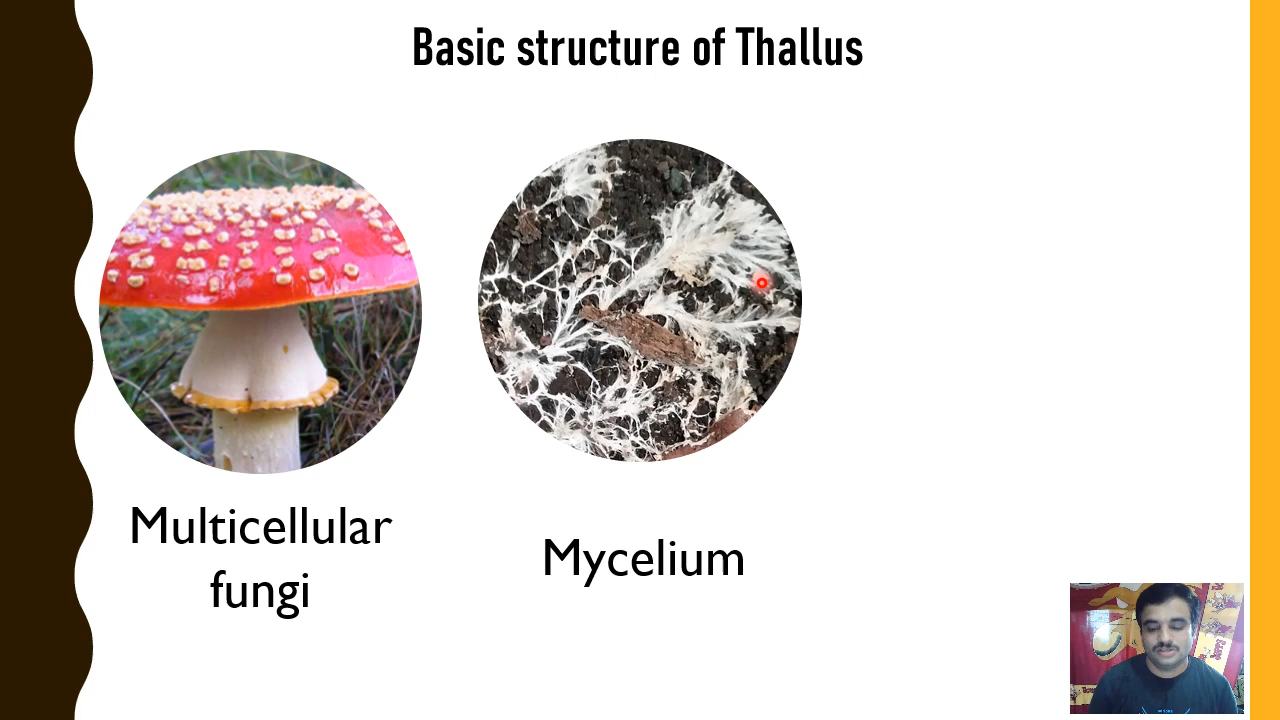 Basic structure of Thallus
Multicellular
fungi
Mycelium